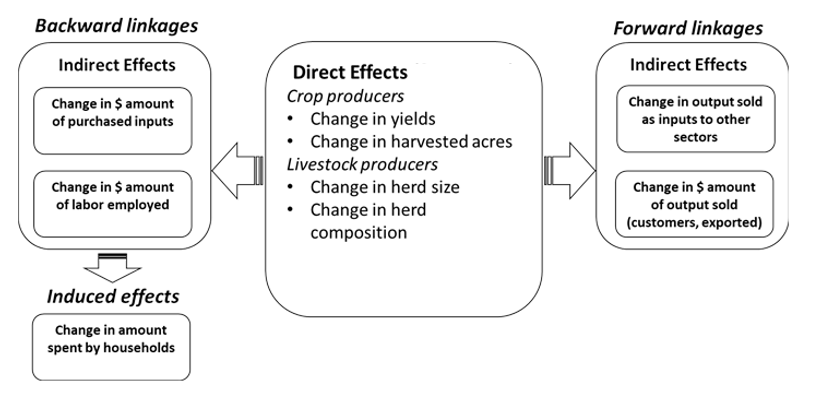 Backward linkages
Indirect Effects
Change in $ amount
of purchased inputs
Change in $ amount
of labor employed
Induced effects
Change in amount
spent by households
Direct Effects
Crop producers
• Change in yields
• Change in harvested acres
Livestock producers
• Change in herd size
• Change in herd
composition
Forward linkages
Indirect Effects
Change in output sold
as inputs to other
sectors
Change in $ amount
of output sold
(customers, exported)